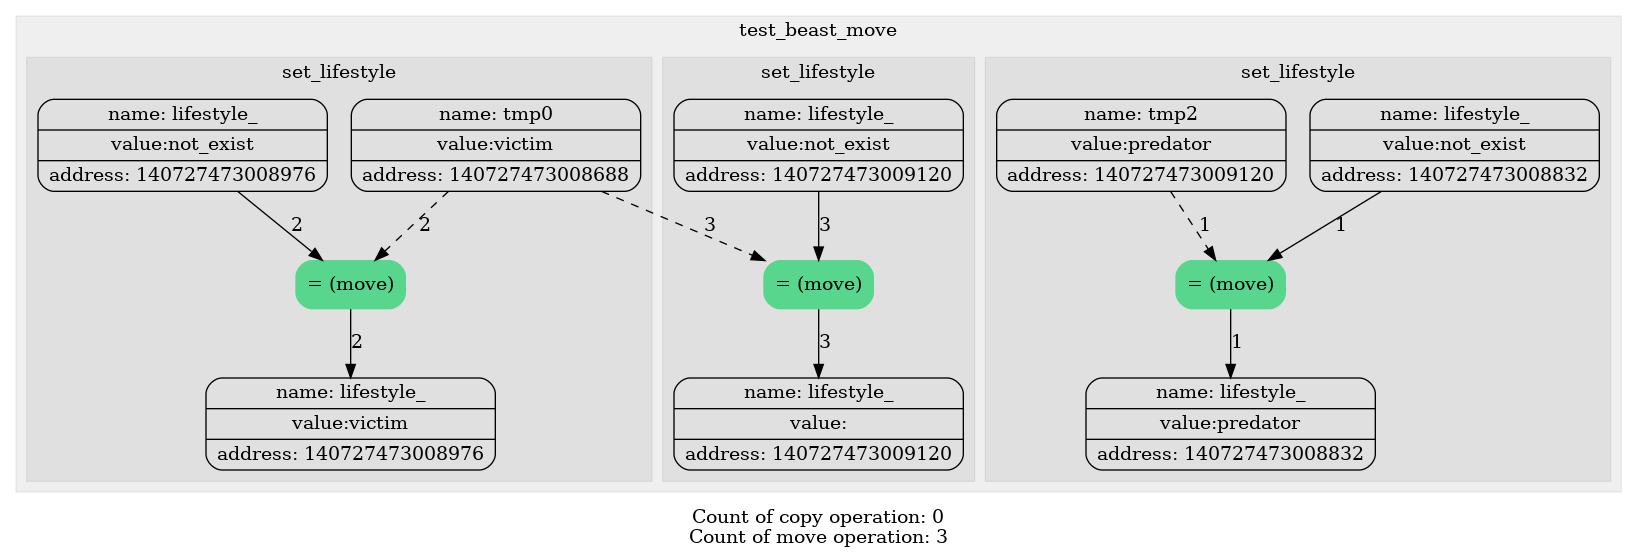 test_beast_move
set_lifestyle
name: lifestyle_
value:not_exist
address: 140727473008976
name: tmp0
value:victim
address: 140727473008688
2
2
3
= (move)
2
name: lifestyle_
value:victim
address: 140727473008976
set_lifestyle
name: lifestyle_
value:not_exist
address: 140727473009120
3
= (move)
3
name: lifestyle_
value:
address: 140727473009120
set_lifestyle
name: tmp2
value:predator
address: 140727473009120
name: lifestyle_
value:not_exist
address: 140727473008832
1
1
= (move)
1
name: lifestyle_
value:predator
address: 140727473008832
Count of copy operation: 0
Count of move operation: 3